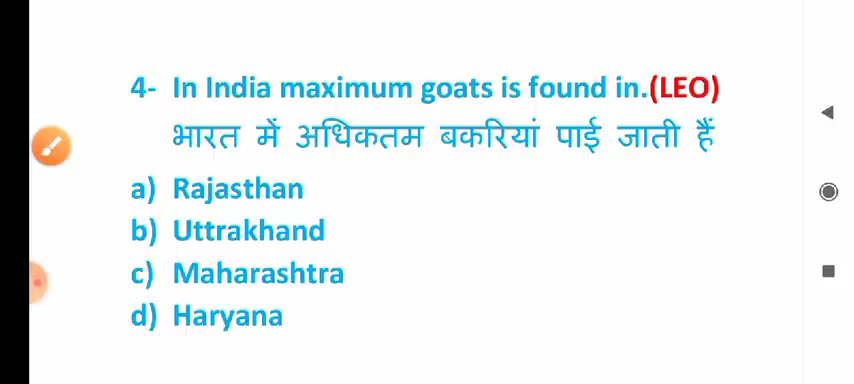 4- In India maximum goats is found in.(LEO)
भारत में अधिकतम बकरियां पाई जाती हैं
a) Rajasthan
b) Uttrakhand
c) Maharashtra
d) Haryana